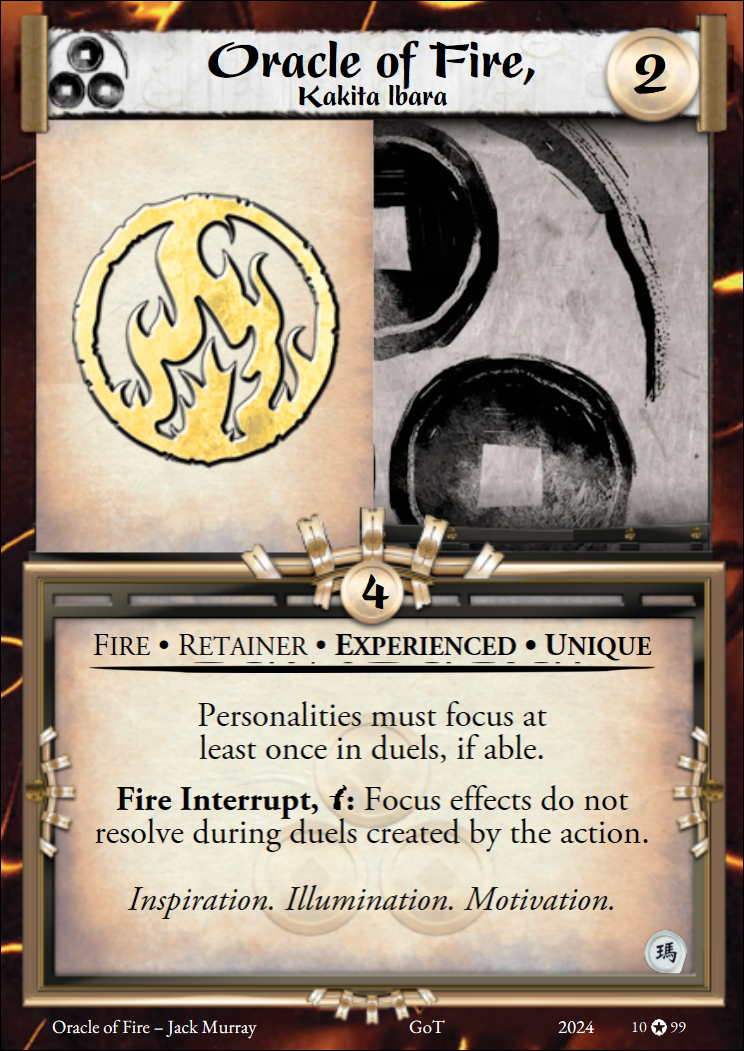 Oracle of Fire,
Kakita Ibara
2
4
FIRE • RETAINER • EXPERIENCED • UNIQUE
Personalities must focus at
least once in duels, if able.
Fire Interrupt, : Focus effects do not
resolve during duels created by the action.
Inspiration. Illumination. Motivation.
瑪
Oracle of Fire – Jack Murray GoT 2024 10 ✪ 99